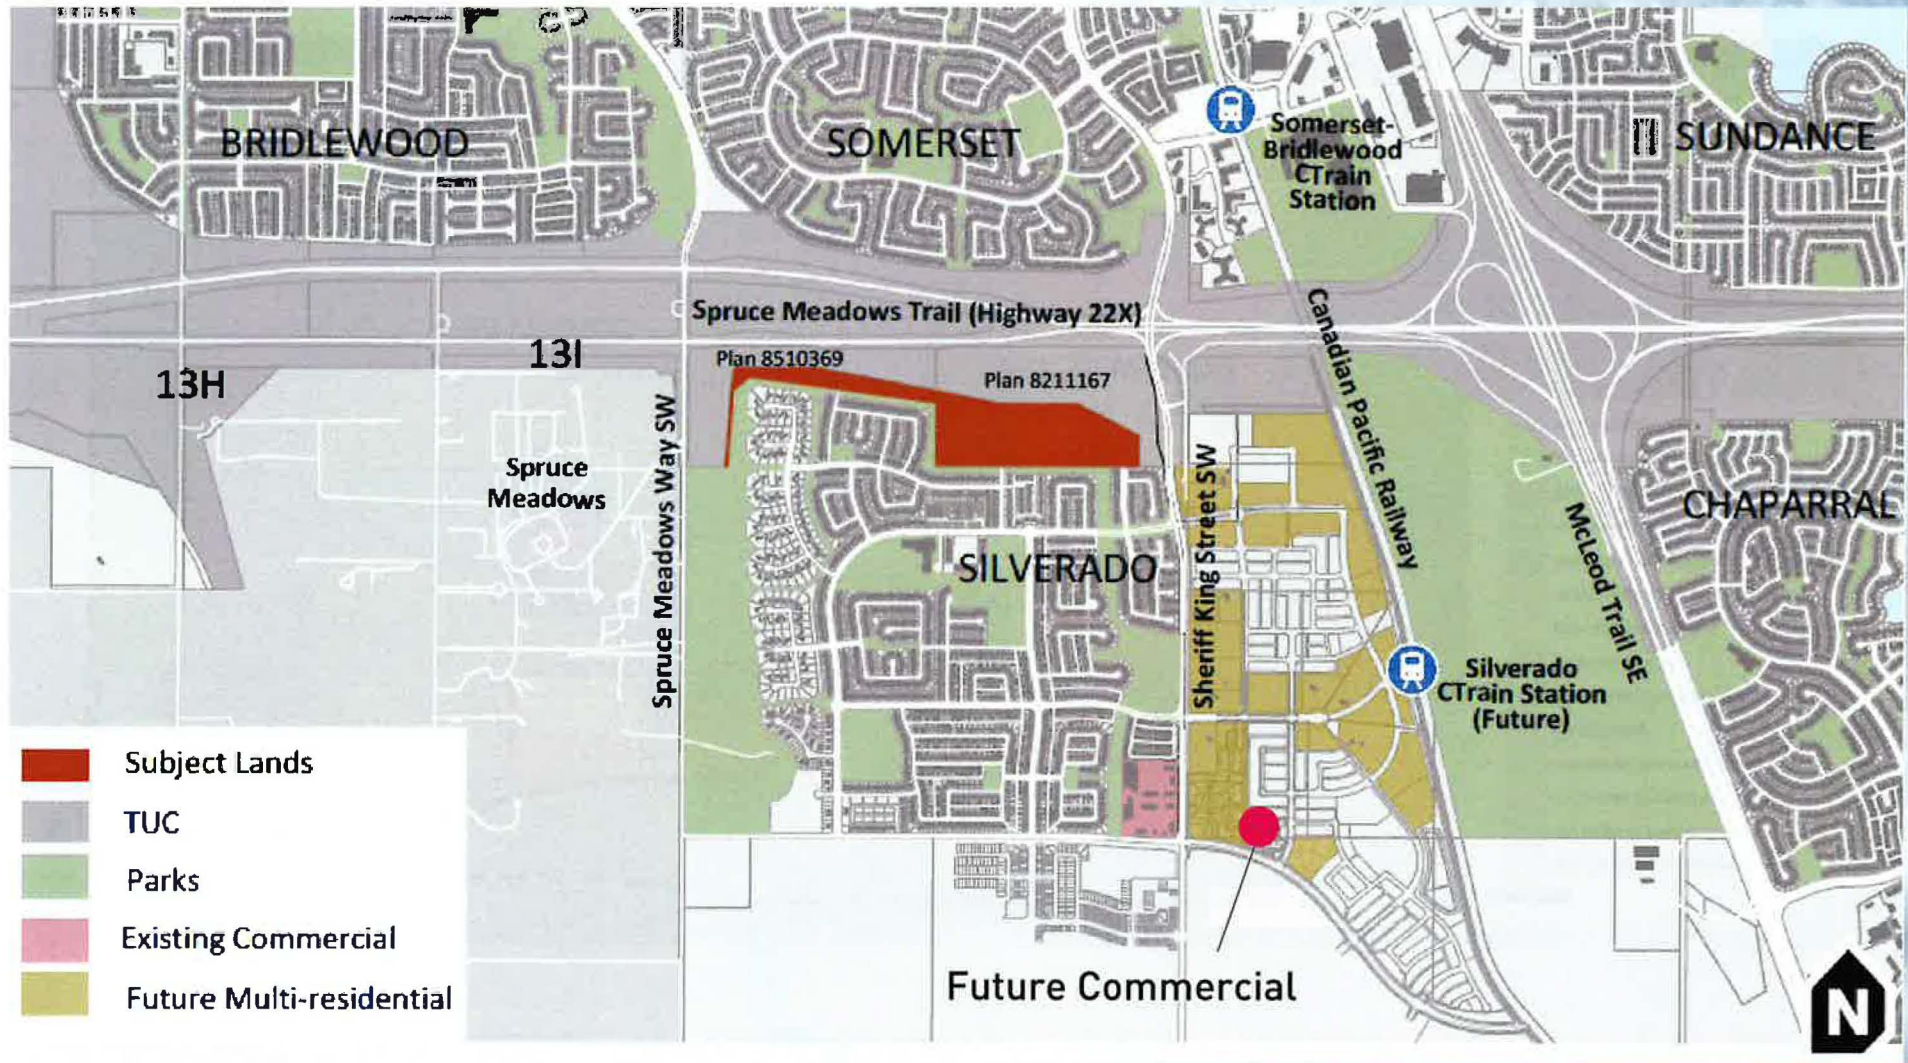 BRIDLEWOOD
SOMERSET
SUNDANCE
Somerset-
Bridlewood
CTrain
Station
Spruce Meadows Trail (Highway 22X)
Canadian Pacific Railway
13H
13I
Plan 8510369
Plan 8211167
Spruce
Meadows
Spruce Meadows Way SW
Sheriff King Street SW
McLeod Trail SE
CHAPARRAL
SILVERADO
Silverado
CTrain Station
(Future)
Subject Lands
TUC
Parks
Existing Commercial
Future Multi-residential
Future Commercial
N